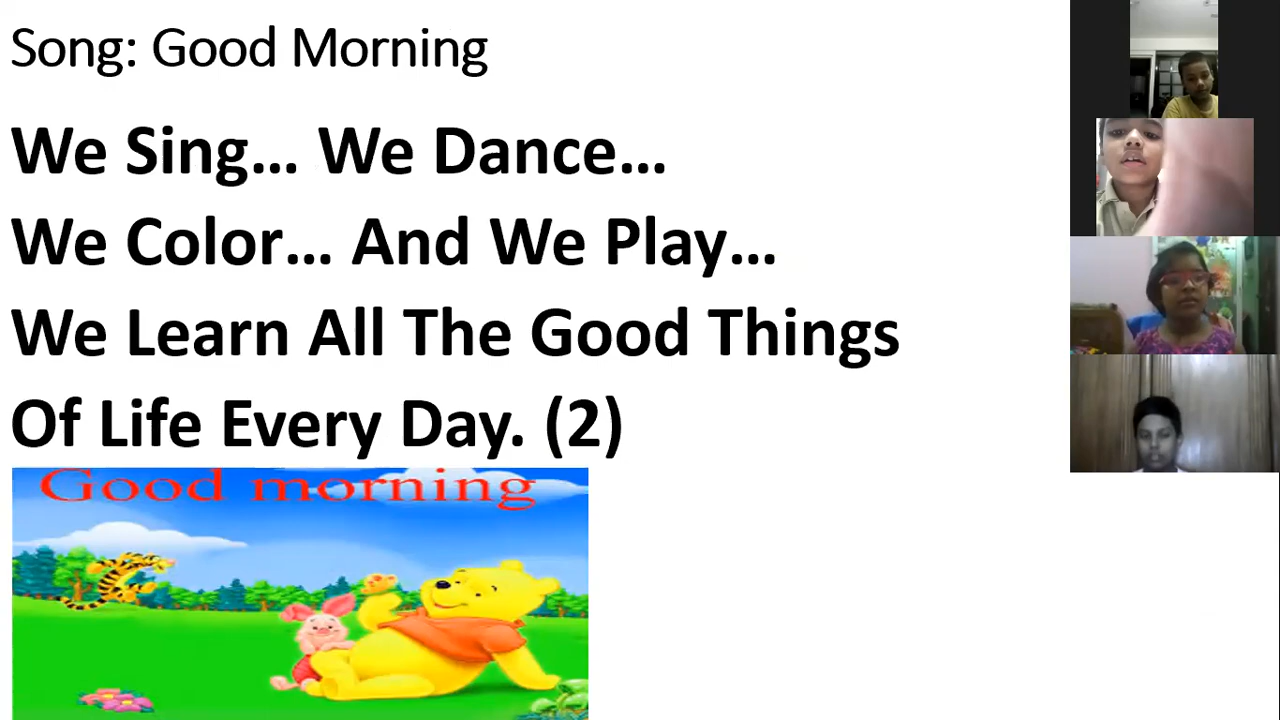 Song: Good Morning
We Sing... We Dance...
We Color... And We Play...
We Learn All The Good Things
Of Life Every Day. (2)
Good morning